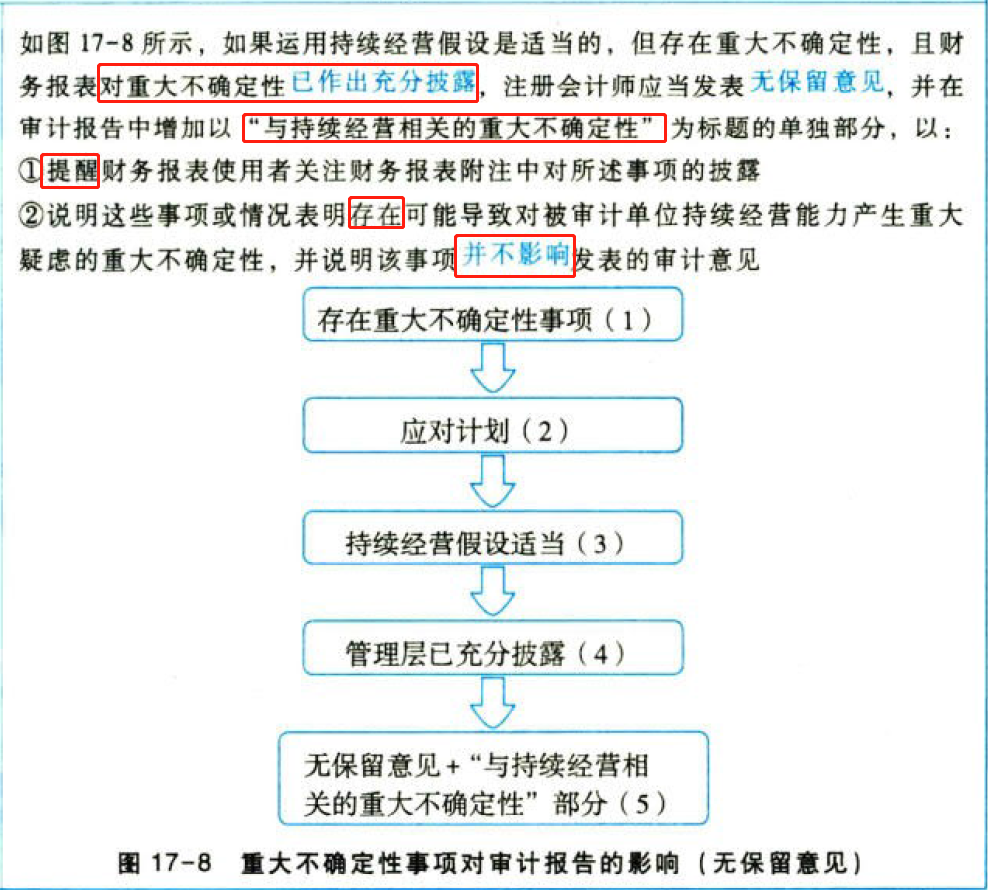 如图 17-8 所示，如果运用持续经营假设是适当的，但存在重大不确定性，且财
务报表对重大不确定性已作出充分披露，注册会计师应当发表无保留意见，并在
审计报告中增加以“与持续经营相关的重大不确定性”为标题的单独部分，以：
①提醒财务报表使用者关注财务报表附注中对所述事项的披露
②说明这些事项或情况表明存在可能导致对被审计单位持续经营能力产生重大
疑虑的重大不确定性，并说明该事项并不影响发表的审计意见
存在重大不确定性事项（1）
应对计划（2）
持续经营假设适当（3）
管理层已充分披露（4）
无保留意见+“与持续经营相
关的重大不确定性”部分（5）
图 17-8 重大不确定性事项对审计报告的影响（无保留意见）